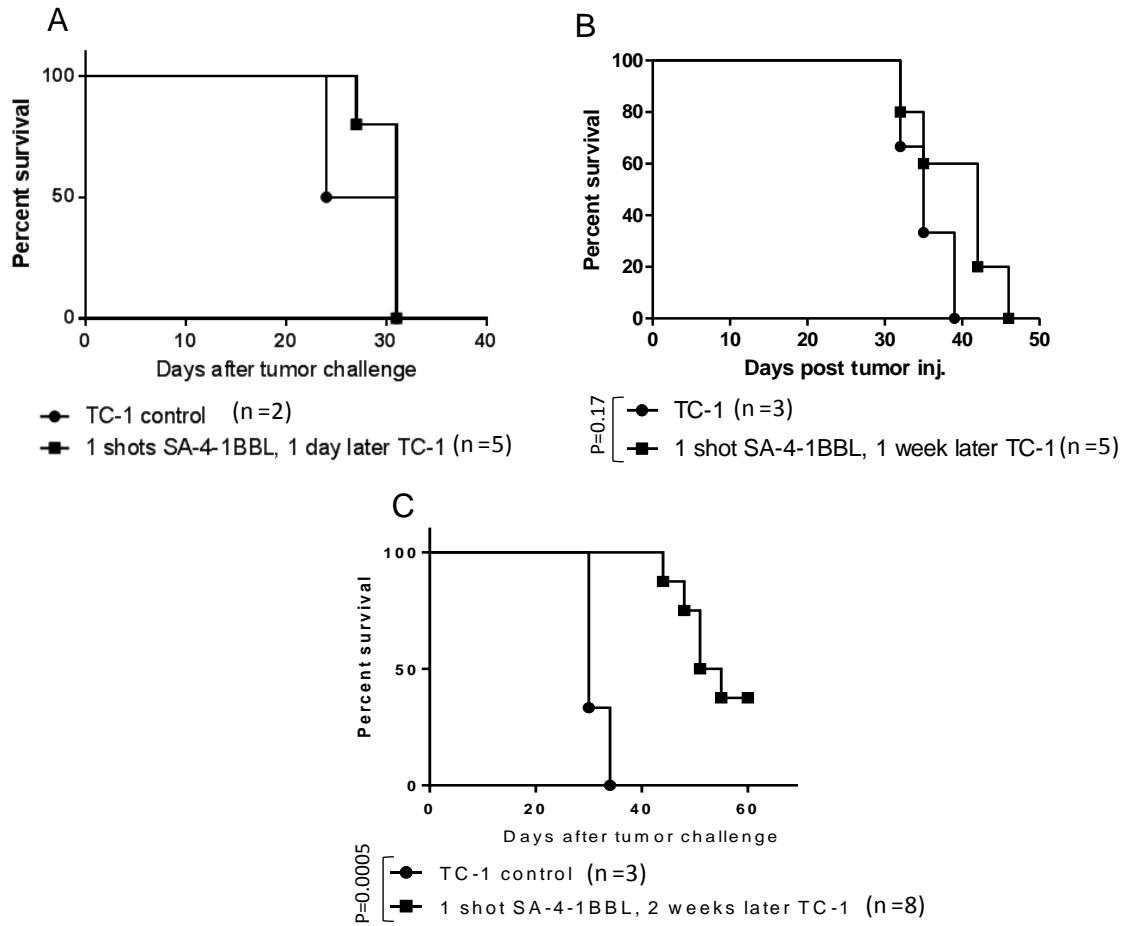 A
Percent survival
100
50
0
0 10 20 30 40
Days after tumor challenge
TC-1 control (n =2)
1 shots SA-4-1BBL, 1 day later TC-1 (n =5)
B
Percent survival
100
80
60
40
20
0
0 10 20 30 40 50
Days post tumor inj.
P=0.17
TC-1 (n =3)
1 shot SA-4-1BBL, 1 week later TC-1 (n =5)
C
Percent survival
100
50
0
0 20 40 60
Days after tumor challenge
P=0.0005
TC-1 control (n =3)
1 shot SA-4-1BBL, 2 weeks later TC-1 (n =8)